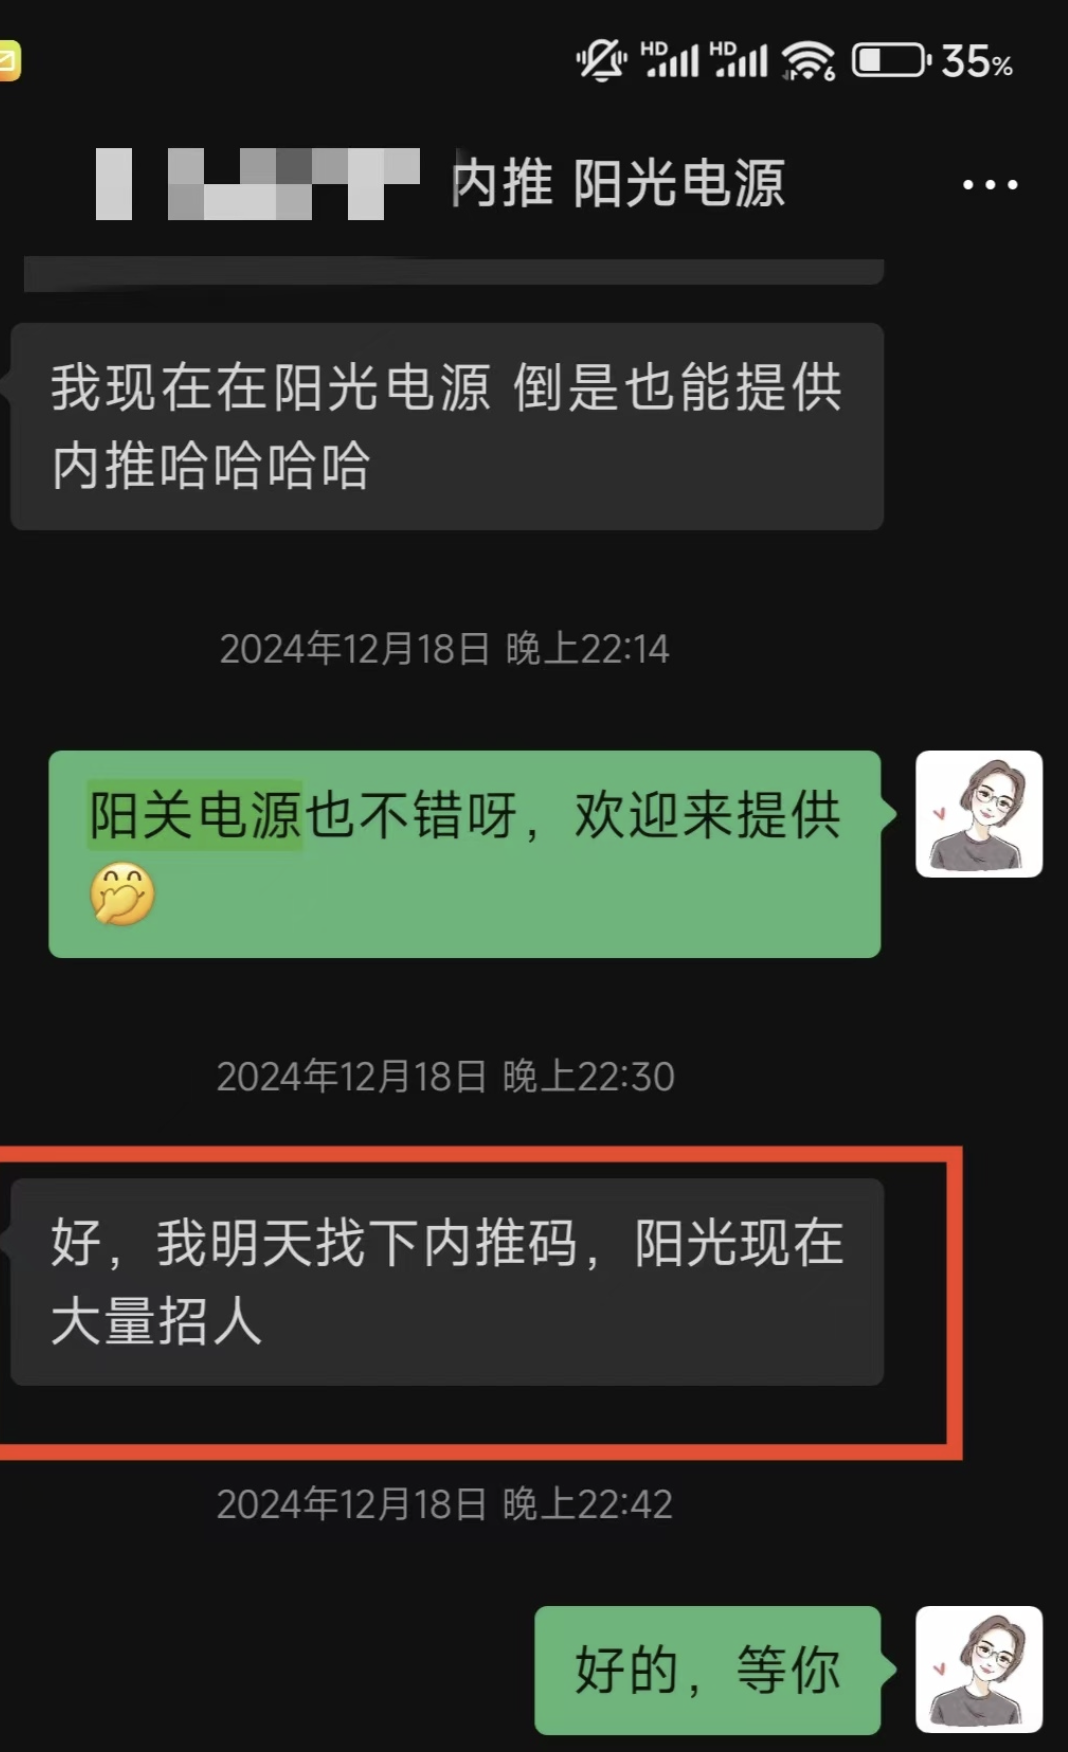 HD HD 6 35%
内推 阳光电源
我现在在阳光电源 倒是也能提供
内推哈哈哈哈
2024年12月18日 晚上22:14
阳关电源也不错呀，欢迎来提供
2024年12月18日 晚上22:30
好，我明天找下内推码，阳光现在
大量招人
2024年12月18日 晚上22:42
好的，等你